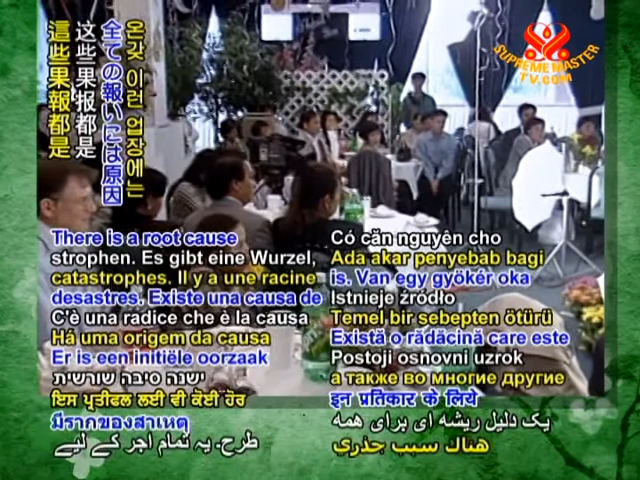 온갖 이런 업장에는
全ての報いには原因
这些果报都是
這些果報都是
SUPREME MASTER
TV.COM
There is a root cause
strophen. Es gibt eine Wurzel,
catastrophes. Il y a une racine
desastres. Existe una causa de
C'è una radice che è la causa
Há uma origem da causa
Er is een initiële oorzaak
ישנה סיבה שורשית
ਇਸ ਪ੍ਰਤੀਫਲ ਲਈ ਵੀ ਕੋਈ ਹੋਰ
มีรากของสาเหตุ
طرح۔ یہ تمام اجر کے لیے
Có căn nguyên cho
Ada akar penyebab bagi
is. Van egy gyökér oka
Istnieje źródło
Temel bir sebepten ötürü
Există o rădăcină care este
Postoji osnovni uzrok
а также во многие другие
इन प्रतिकार के लिये
یک دلیل ریشه ای برای همه
هناك سبب جذري